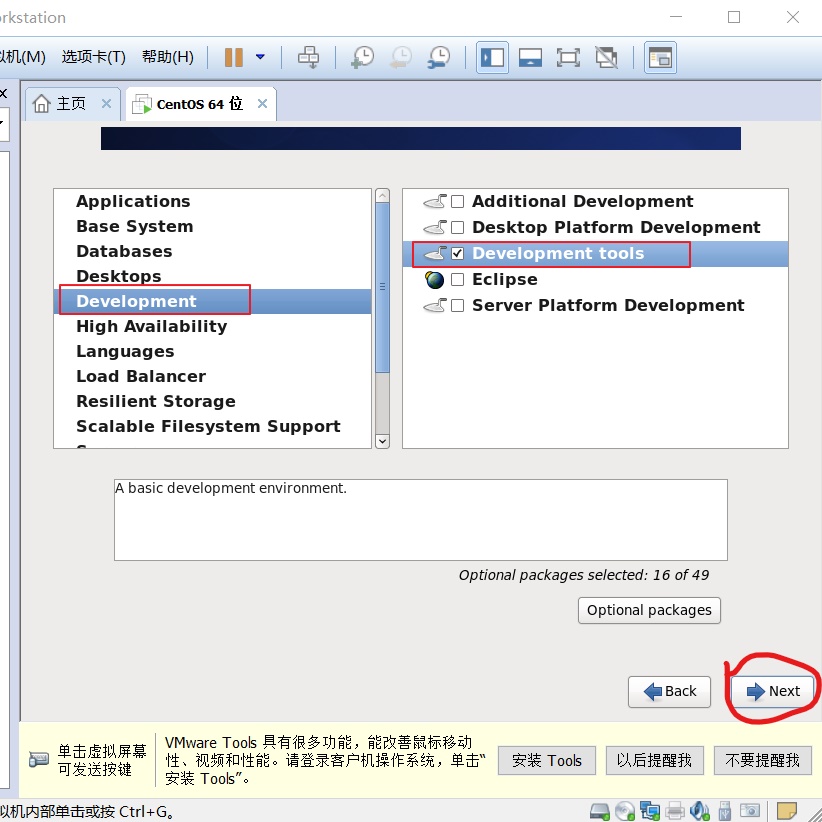 rkstation
拟机(M) 选项卡(T) 帮助(H)
主页 CentOS 64 位
Applications
Base System
Databases
Desktops
Development
High Availability
Languages
Load Balancer
Resilient Storage
Scalable Filesystem Support
Additional Development
Desktop Platform Development
Development tools
Eclipse
Server Platform Development
A basic development environment.
Optional packages selected: 16 of 49
Optional packages
Back Next
单击虚拟屏幕
可发送按键
VMware Tools 具有很多功能，能改善鼠标移动
性、视频和性能。请登录客户机操作系统，单击“
安装 Tools”。
安装 Tools 以后提醒我 不要提醒我
拟机内部单击或按 Ctrl+G。